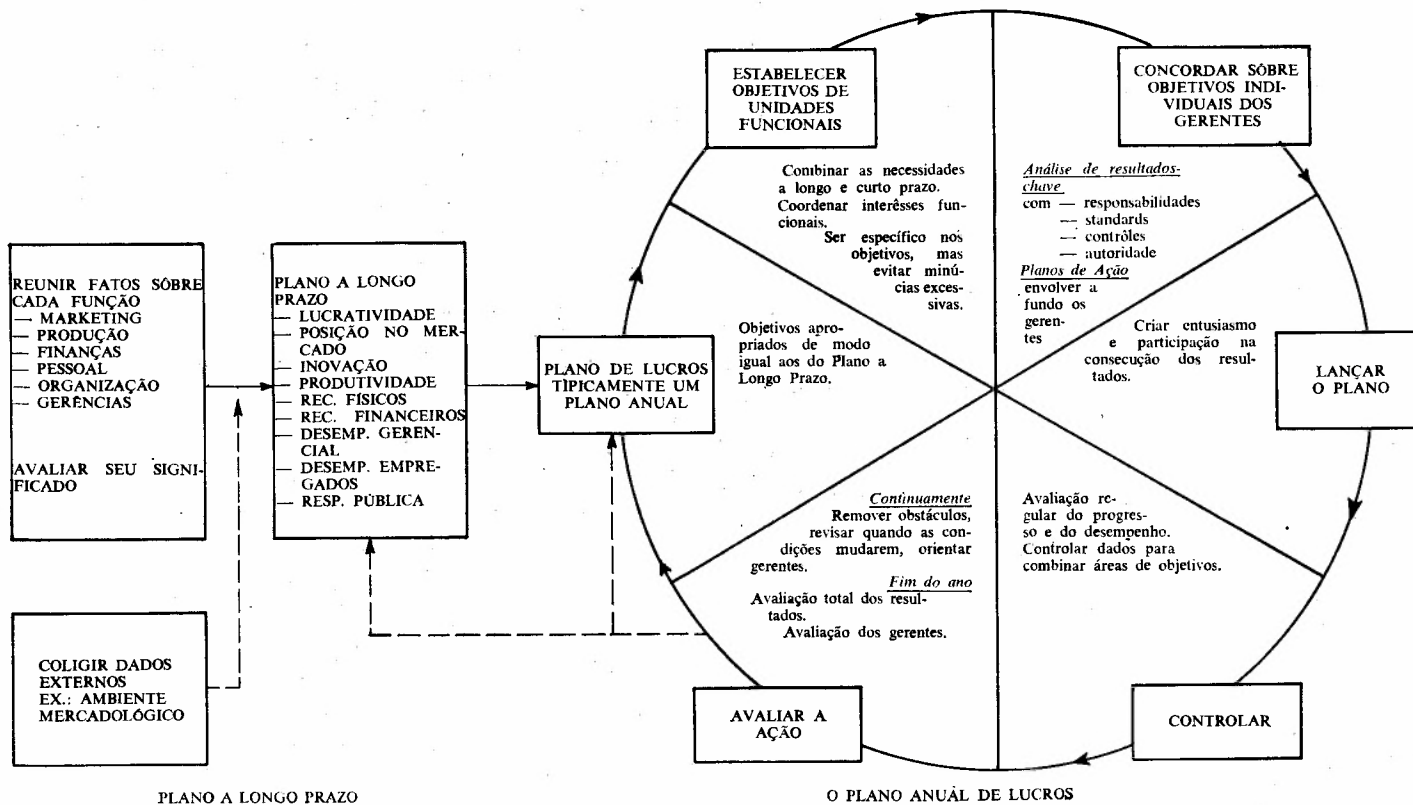 REUNIR FATOS SÔBRE
CADA FUNÇÃO
— MARKETING
— PRODUÇÃO
— FINANÇAS
— PESSOAL
— ORGANIZAÇÃO
— GERÊNCIAS
AVALIAR SEU SIGNI-
FICADO
COLIGIR DADOS
EXTERNOS
EX.: AMBIENTE
MERCADOLÓGICO
PLANO A LONGO
PRAZO
— LUCRATIVIDADE
— POSIÇÃO NO MER-
CADO
— INOVAÇÃO
— PRODUTIVIDADE
— REC. FÍSICOS
— REC. FINANCEIROS
— DESEMP. GEREN-
CIAL
— DESEMP. EMPRE-
GADOS
— RESP. PÚBLICA
PLANO DE LUCROS
TÌPICAMENTE UM
PLANO ANUAL
Objetivos apro-
priados de modo
igual aos do Plano a
Longo Prazo.
ESTABELECER
OBJETIVOS DE
UNIDADES
FUNCIONAIS
Combinar as necessidades
a longo e curto prazo.
Coordenar interêsses fun-
cionais.
Ser específico nos
objetivos, mas
evitar minú-
cias exces-
sivas.
CONCORDAR SÔBRE
OBJETIVOS INDI-
VIDUAIS DOS
GERENTES
Análise de resultados-
chave
com — responsabilidades
— standards
— contrôles
— autoridade
Planos de Ação
envolver a
fundo os
geren-
tes
LANÇAR
O PLANO
Criar entusiasmo
e participação na
consecução dos resul-
tados.
CONTROLAR
Avaliação re-
gular do progres-
so e do desempenho.
Controlar dados para
combinar áreas de objetivos.
AVALIAR A
AÇÃO
Continuamente
Remover obstáculos,
revisar quando as con-
dições mudarem, orientar
gerentes.
Fim do ano
Avaliação total dos resul-
tados.
Avaliação dos gerentes.
PLANO A LONGO PRAZO
O PLANO ANUAL DE LUCROS